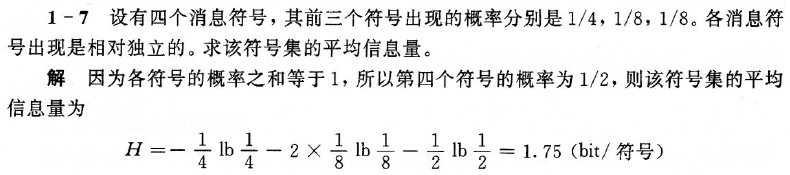 1-7 设有四个消息符号，其前三个符号出现的概率分别是 1/4，1/8，1/8。各消息符
号出现是相对独立的。求该符号集的平均信息量。
解 因为各符号的概率之和等于 1，所以第四个符号的概率为 1/2，则该符号集的平均
信息量为
H = - 1/4 lb 1/4 - 2 × 1/8 lb 1/8 - 1/2 lb 1/2 = 1.75 (bit/符号)